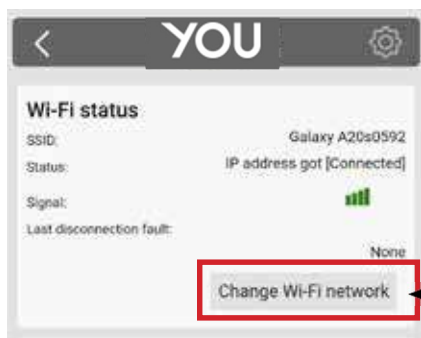 YOU
Wi-Fi status
SSID: Galaxy A20s0592
Status: IP address got [Connected]
Signal:
Last disconnection fault:
None
Change Wi-Fi network